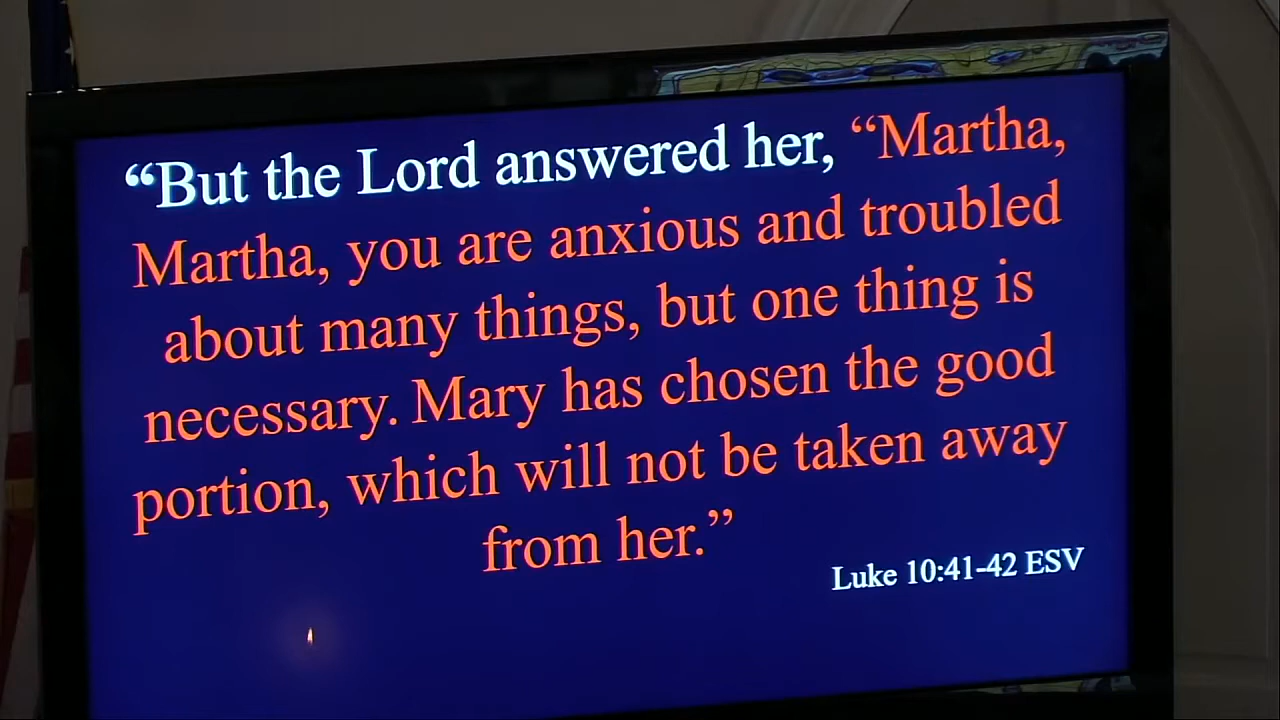 “But the Lord answered her, “Martha,
Martha, you are anxious and troubled
about many things, but one thing is
necessary. Mary has chosen the good
portion, which will not be taken away
from her.”
Luke 10:41-42 ESV